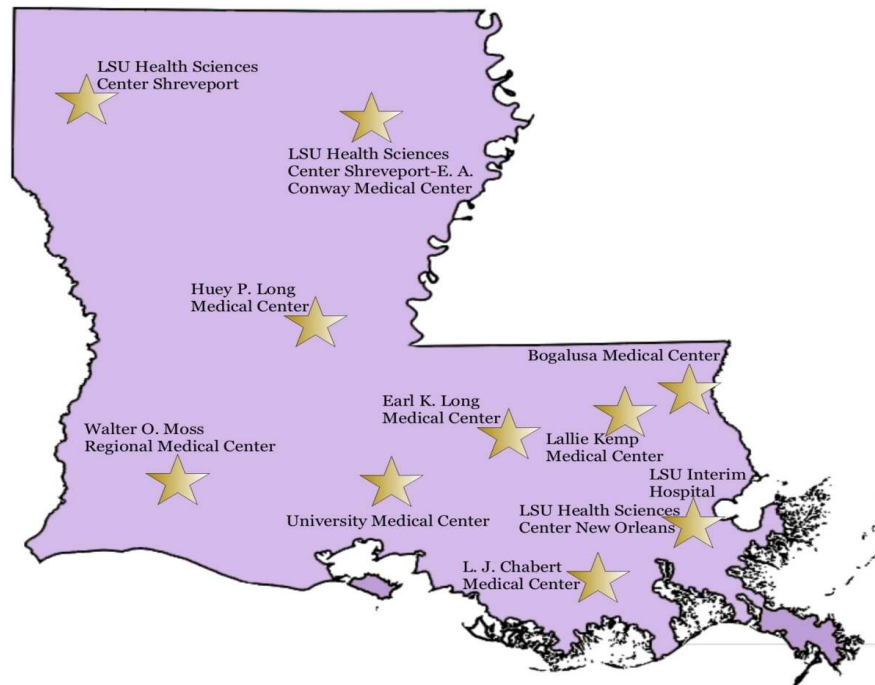 LSU Health Sciences
Center Shreveport
LSU Health Sciences
Center Shreveport-E. A.
Conway Medical Center
Huey P. Long
Medical Center
Bogalusa Medical Center
Earl K. Long
Medical Center
Walter O. Moss
Regional Medical Center
Lallie Kemp
Medical Center
LSU Interim
Hospital
University Medical Center
LSU Health Sciences
Center New Orleans
L. J. Chabert
Medical Center